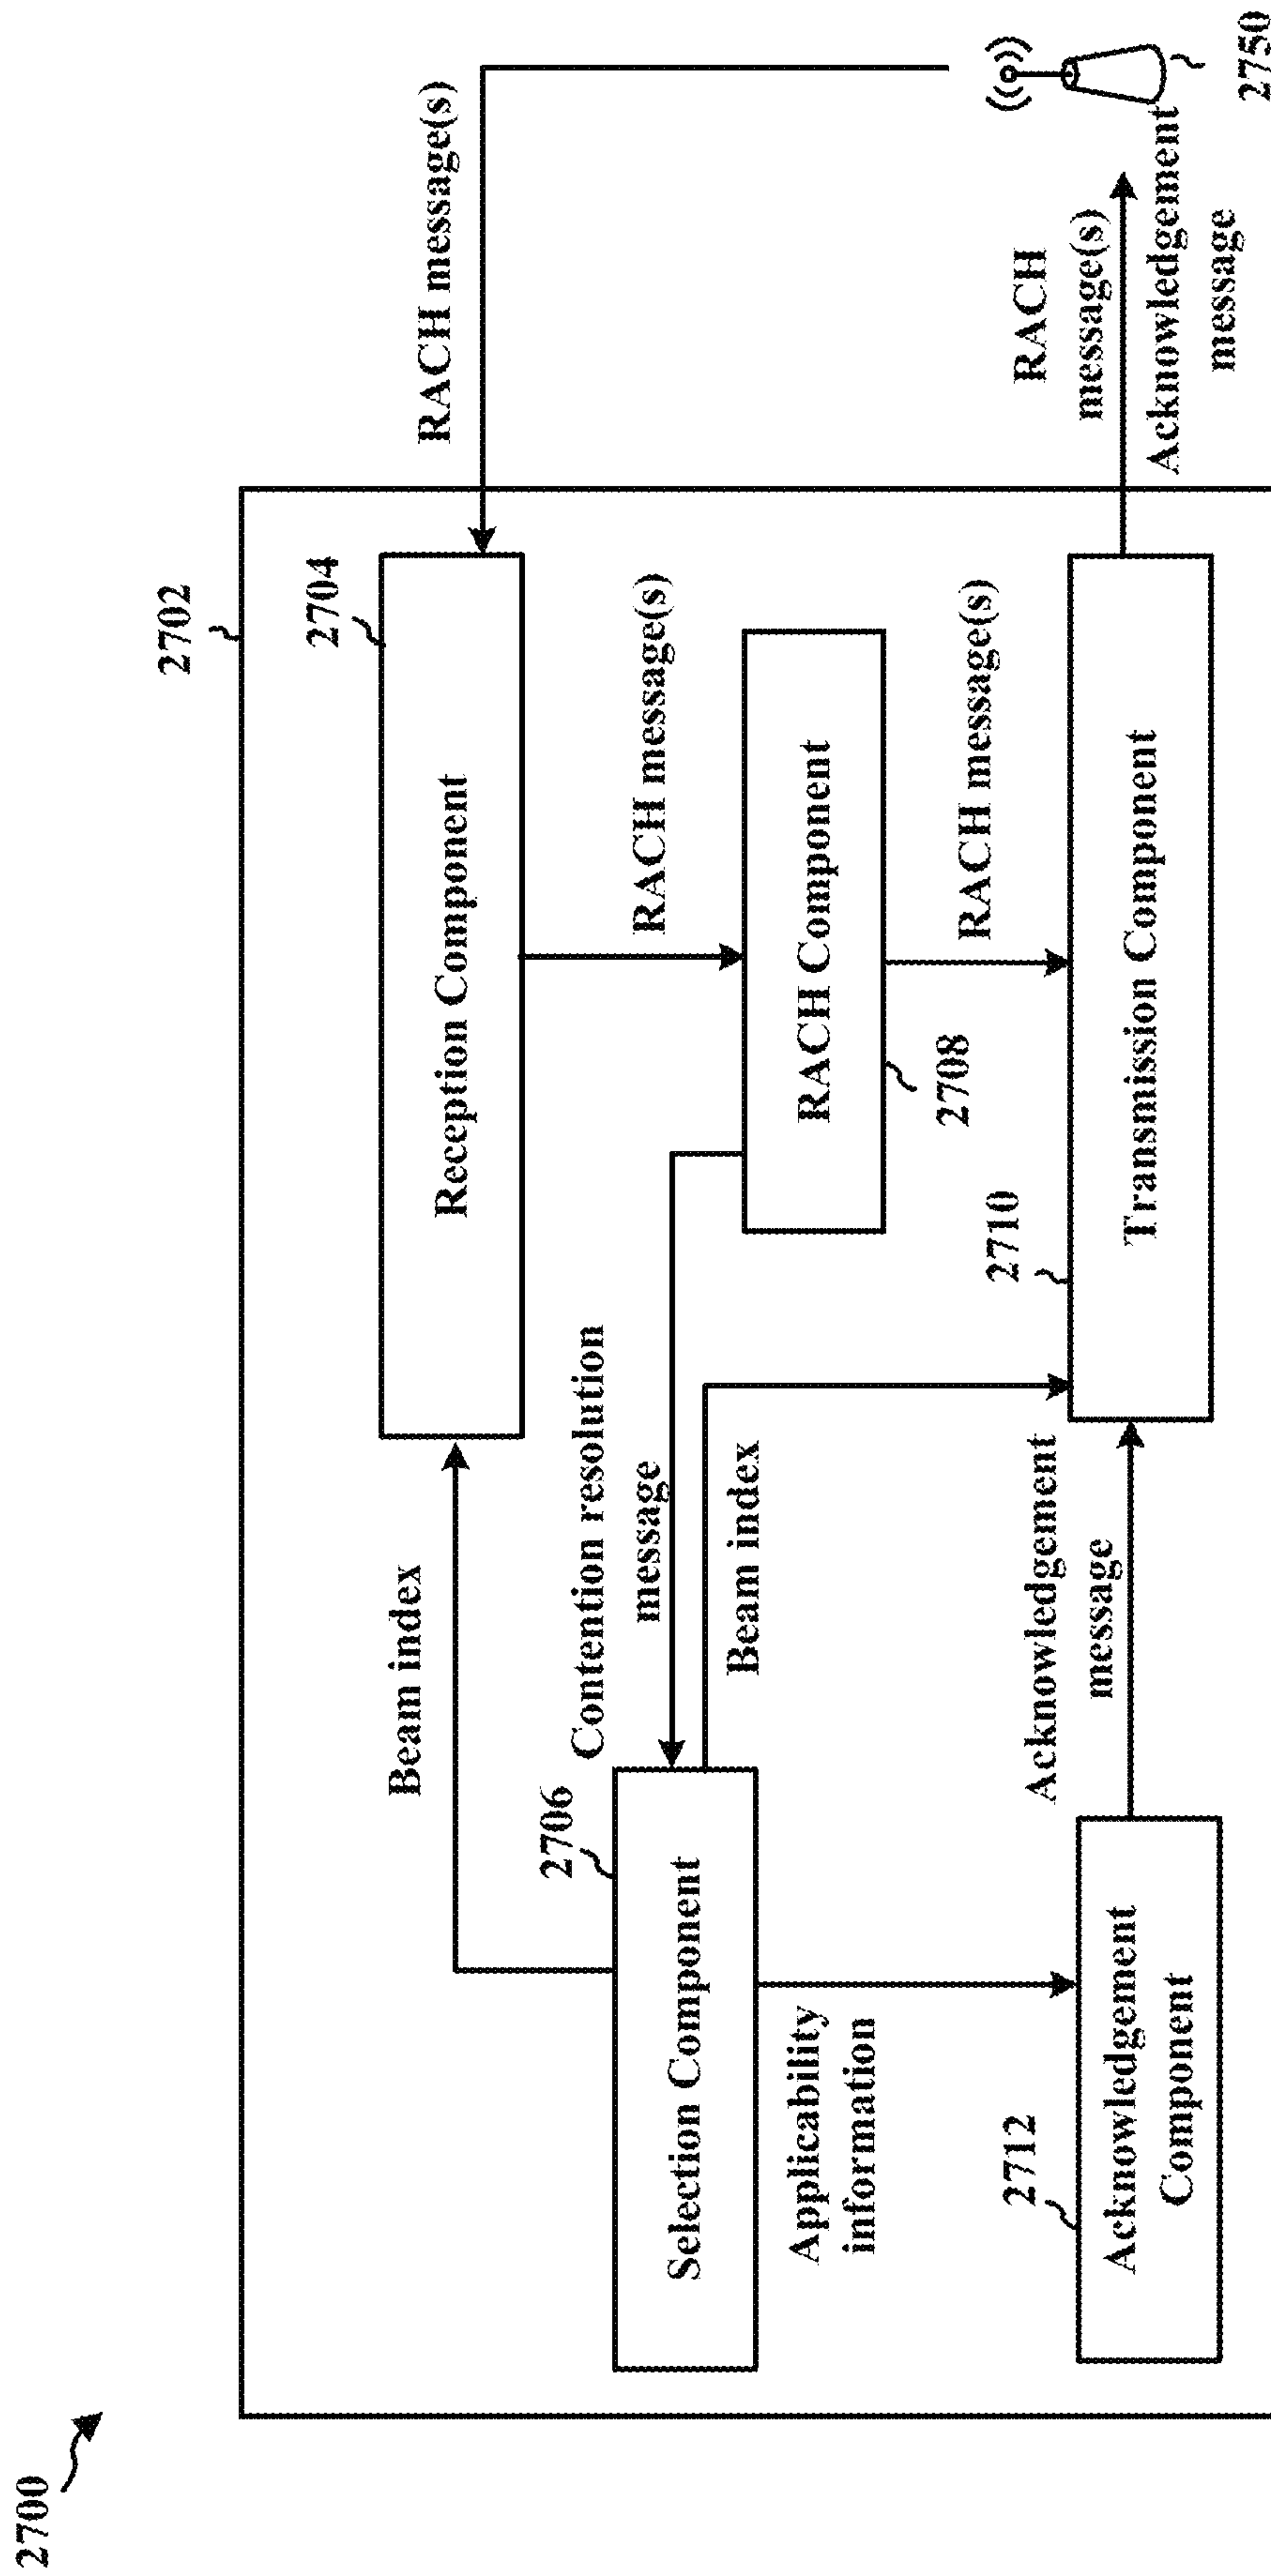 2700
2702
2704
Reception Component
RACH message(s)
Beam index
RACH message(s)
2706
Contention resolution
message
Selection Component
RACH Component
2708
Beam index
RACH message(s)
Applicability
information
2710
2712
Acknowledgement
Component
Acknowledgement
message
Transmission Component
RACH
message(s)
Acknowledgement
message
2750